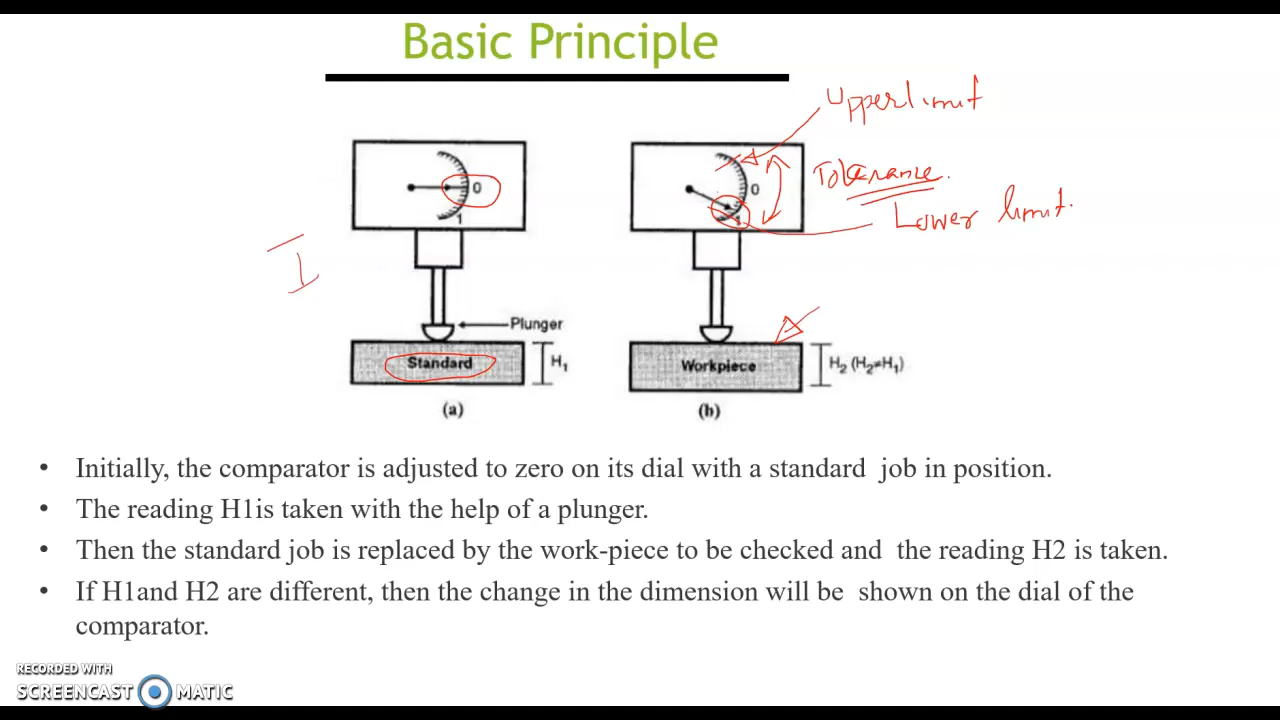 Basic Principle
Upper limit
Tolerance.
Lower limit.
0
1
0
I
Plunger
Standard
H1
Workpiece
H2 (H2≠H1)
(a)
(b)
• Initially, the comparator is adjusted to zero on its dial with a standard job in position.
• The reading H1is taken with the help of a plunger.
• Then the standard job is replaced by the work-piece to be checked and the reading H2 is taken.
• If H1and H2 are different, then the change in the dimension will be shown on the dial of the
comparator.
RECORDED WITH
SCREENCAST MATIC